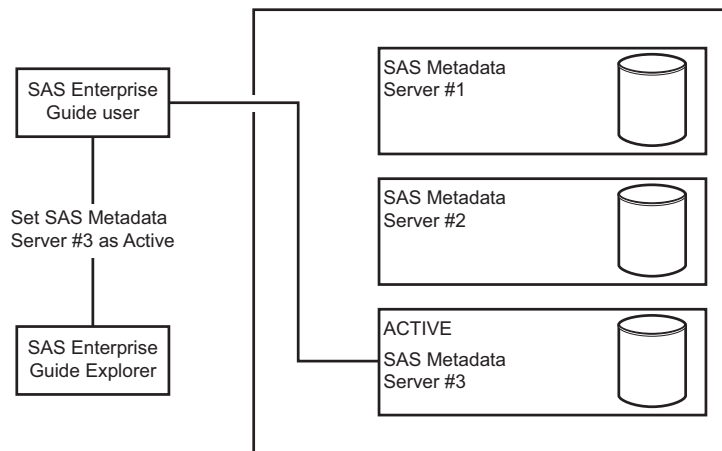 SAS Enterprise
Guide user
Set SAS Metadata
Server #3 as Active
SAS Enterprise
Guide Explorer
SAS Metadata
Server #1
SAS Metadata
Server #2
ACTIVE
SAS Metadata
Server #3